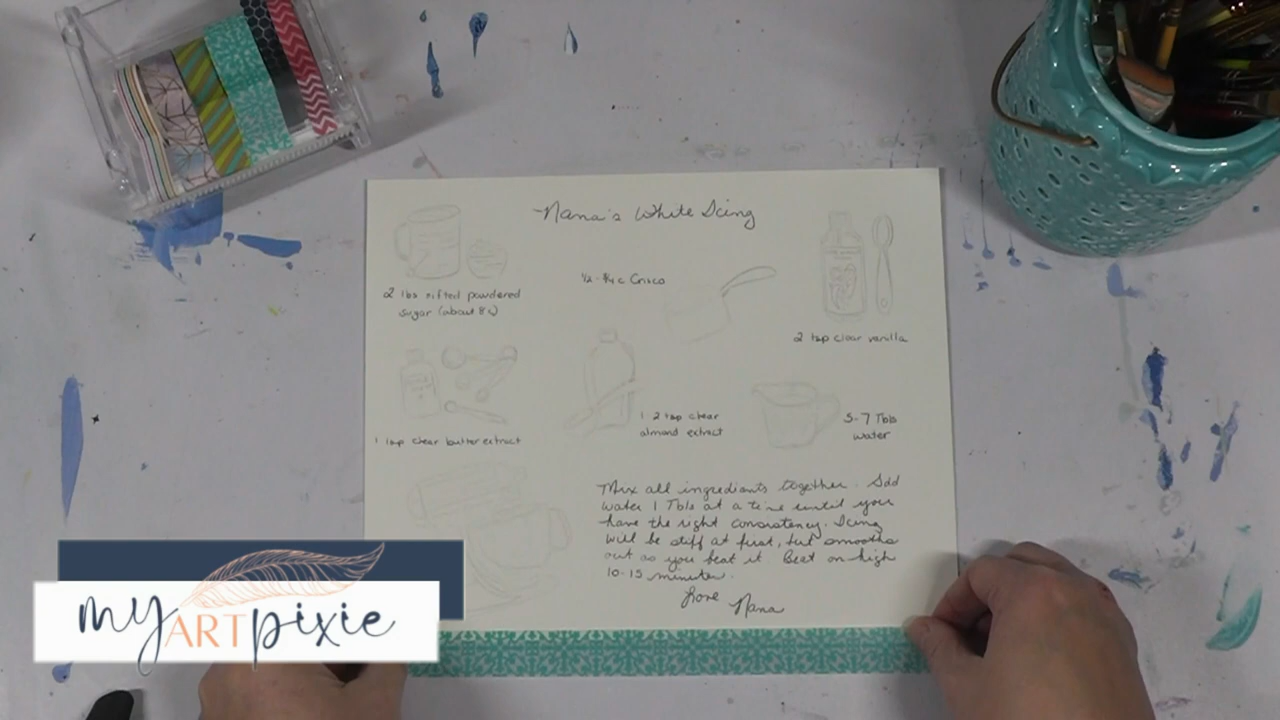 Nana's White Icing
2 lbs sifted powdered
sugar (about 8 c)
1/2 - 3/4 c Crisco
2 tsp clear vanilla
1 tsp clear butter extract
1-2 tsp clear
almond extract
5-7 Tbls
water
Mix all ingredients together. Add
water 1 Tbls at a time until you
have the right consistency. Icing
will be stiff at first, but smooths
out as you beat it. Beat on high
10-15 minutes.
Love
Nana
my ART pixie